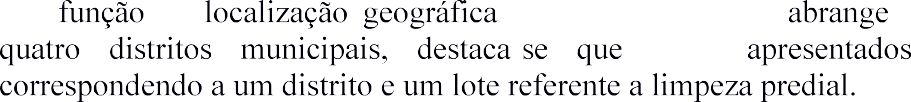 função localização geográfica abrange
quatro distritos municipais, destaca se que apresentados
correspondendo a um distrito e um lote referente a limpeza predial.